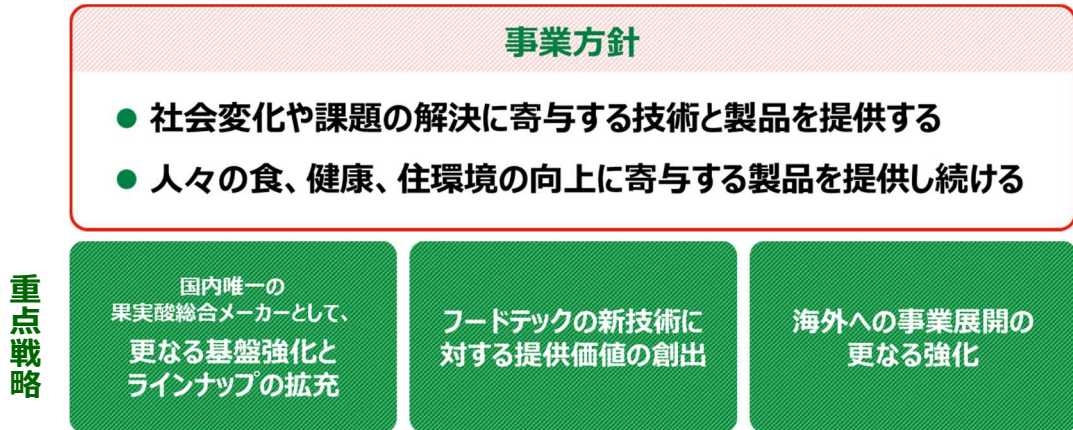 事業方針
● 社会変化や課題の解決に寄与する技術と製品を提供する
● 人々の食、健康、住環境の向上に寄与する製品を提供し続ける
重点戦略
国内唯一の
果実酸総合メーカーとして、
更なる基盤強化と
ラインナップの拡充
フードテックの新技術に
対する提供価値の創出
海外への事業展開の
更なる強化